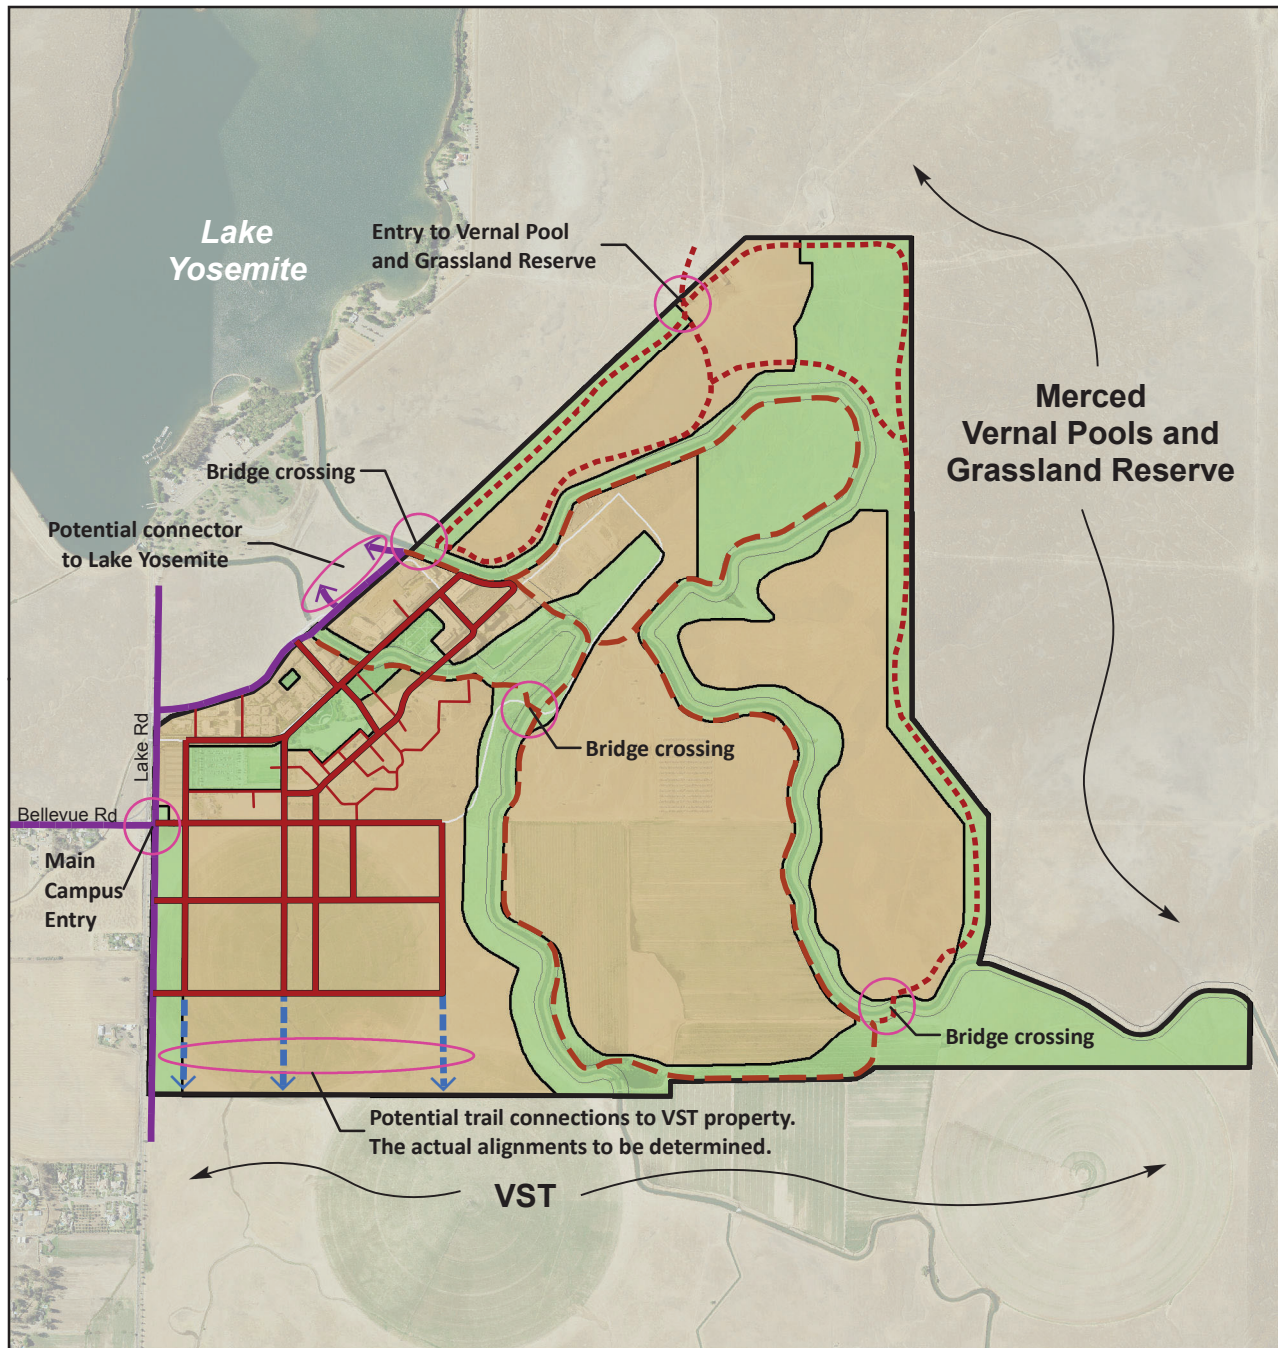 Lake
Yosemite
Entry to Vernal Pool
and Grassland Reserve
Merced
Vernal Pools and
Grassland Reserve
Bridge crossing
Potential connector
to Lake Yosemite
Lake Rd
Bridge crossing
Bellevue Rd
Main
Campus
Entry
Bridge crossing
Potential trail connections to VST property.
The actual alignments to be determined.
VST